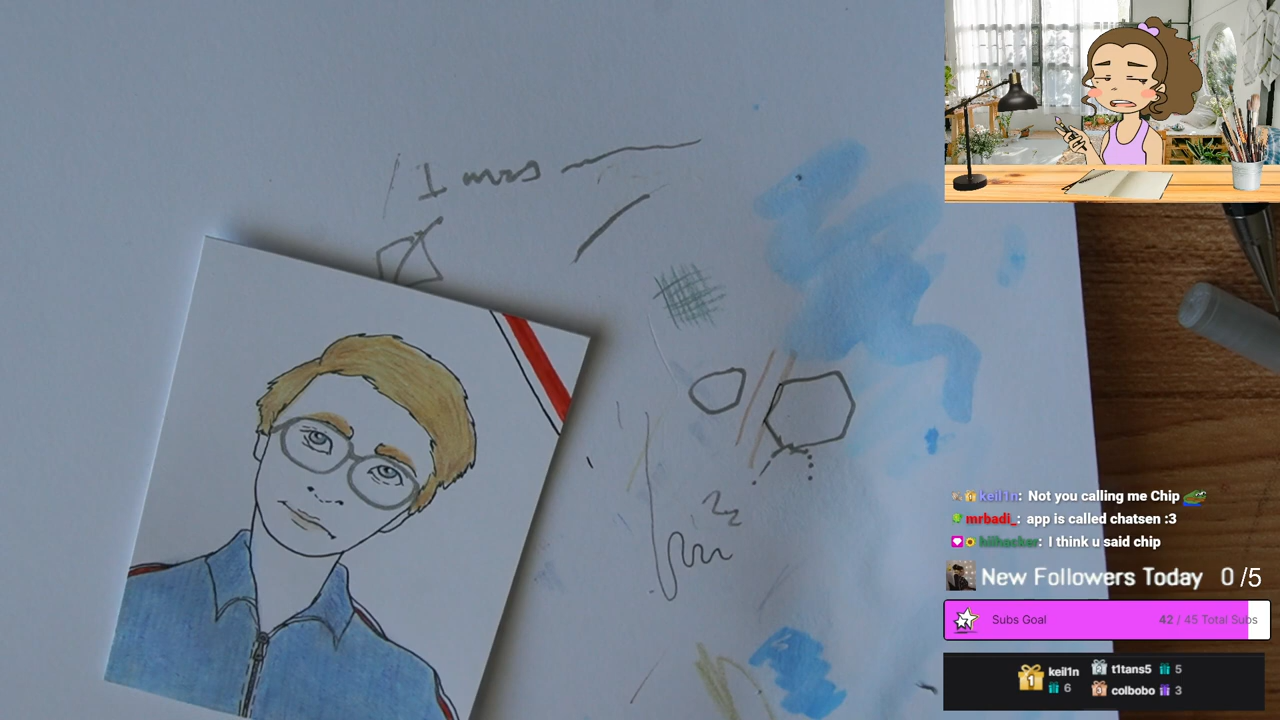 keil1n: Not you calling me Chip
mrbadi_: app is called chatsen :3
hiihacker: I think u said chip
New Followers Today 0 /5
Subs Goal 42 / 45 Total Subs
1 keil1n 6
t1tans5 5
colbobo 3